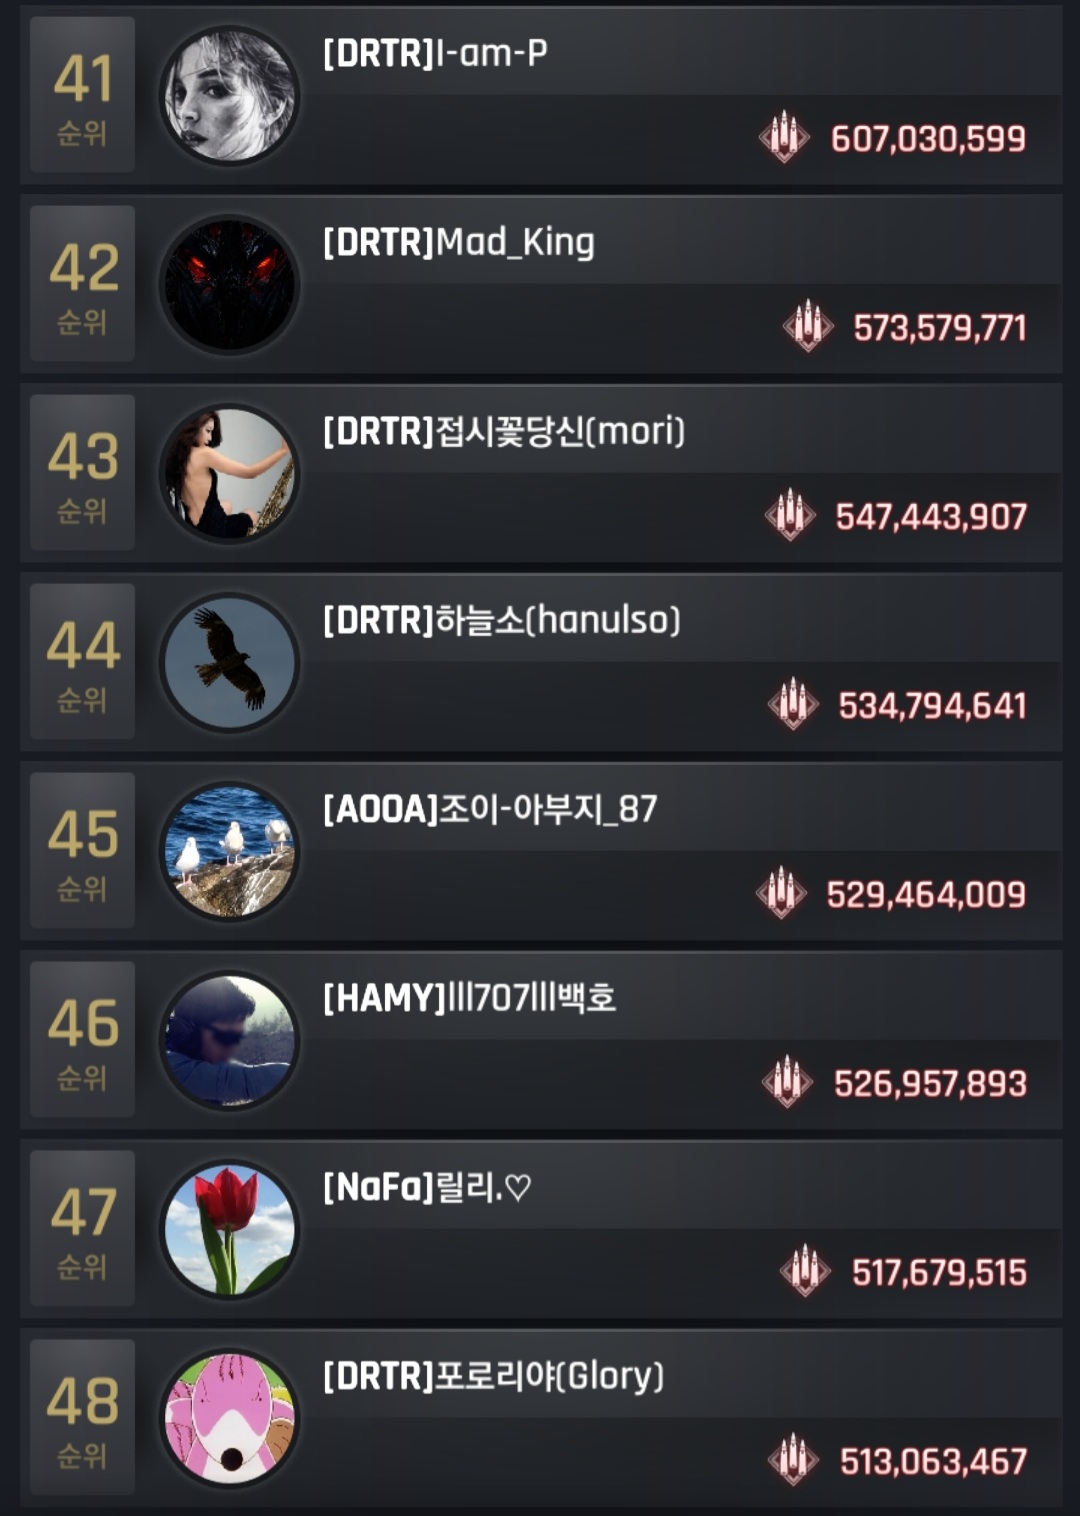 41
순위
[DRTR]I-am-P
607,030,599
42
순위
[DRTR]Mad_King
573,579,771
43
순위
[DRTR]접시꽃당신(mori)
547,443,907
44
순위
[DRTR]하늘소(hanulso)
534,794,641
45
순위
[AOOA]조이-아부지_87
529,464,009
46
순위
[HAMY]lll707lll백호
526,957,893
47
순위
[NaFa]릴리.♡
517,679,515
48
순위
[DRTR]포로리야(Glory)
513,063,467